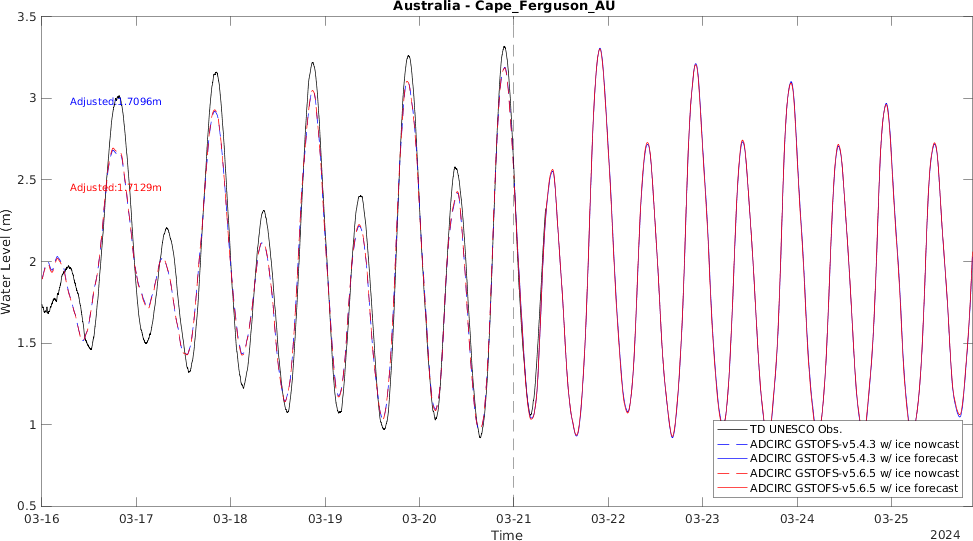 Australia - Cape_Ferguson_AU
Water Level (m)
3.5
3
2.5
2
1.5
1
0.5
Adjusted:1.7096m
Adjusted:1.7129m
TD UNESCO Obs.
ADCIRC GSTOFS-v5.4.3 w/ ice nowcast
ADCIRC GSTOFS-v5.4.3 w/ ice forecast
ADCIRC GSTOFS-v5.6.5 w/ ice nowcast
ADCIRC GSTOFS-v5.6.5 w/ ice forecast
03-16 03-17 03-18 03-19 03-20 03-21 03-22 03-23 03-24 03-25
Time
2024